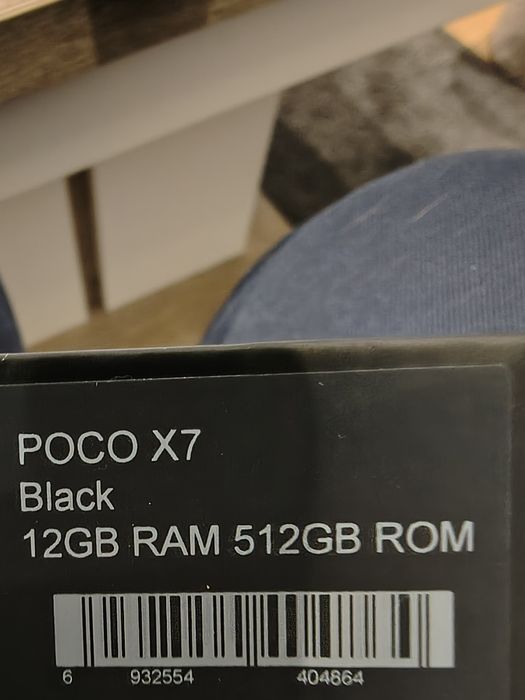 POCO X7
Black
12GB RAM 512GB ROM
6 932554 404864